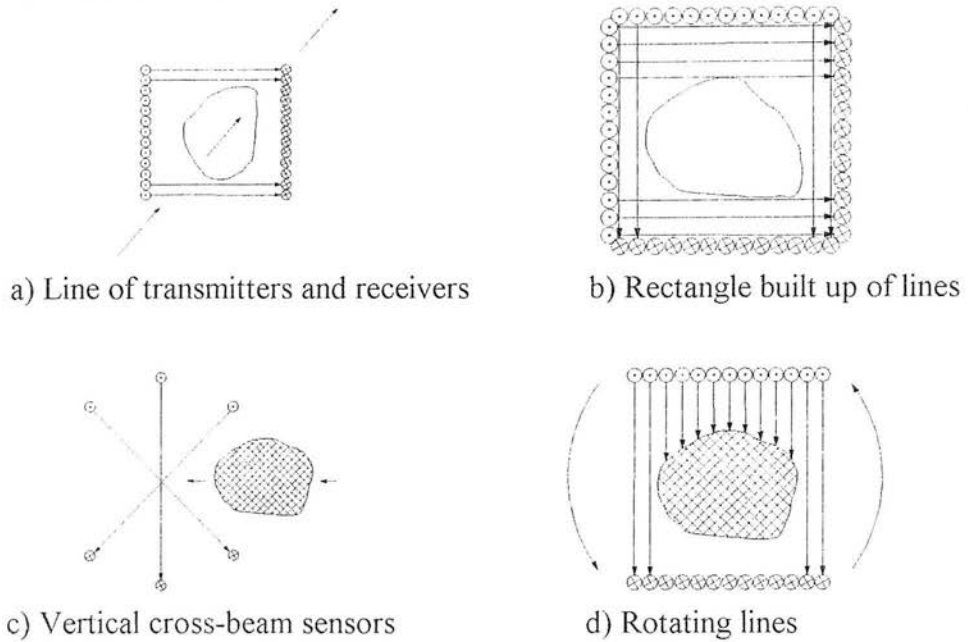 a) Line of transmitters and receivers
b) Rectangle built up of lines
c) Vertical cross-beam sensors
d) Rotating lines